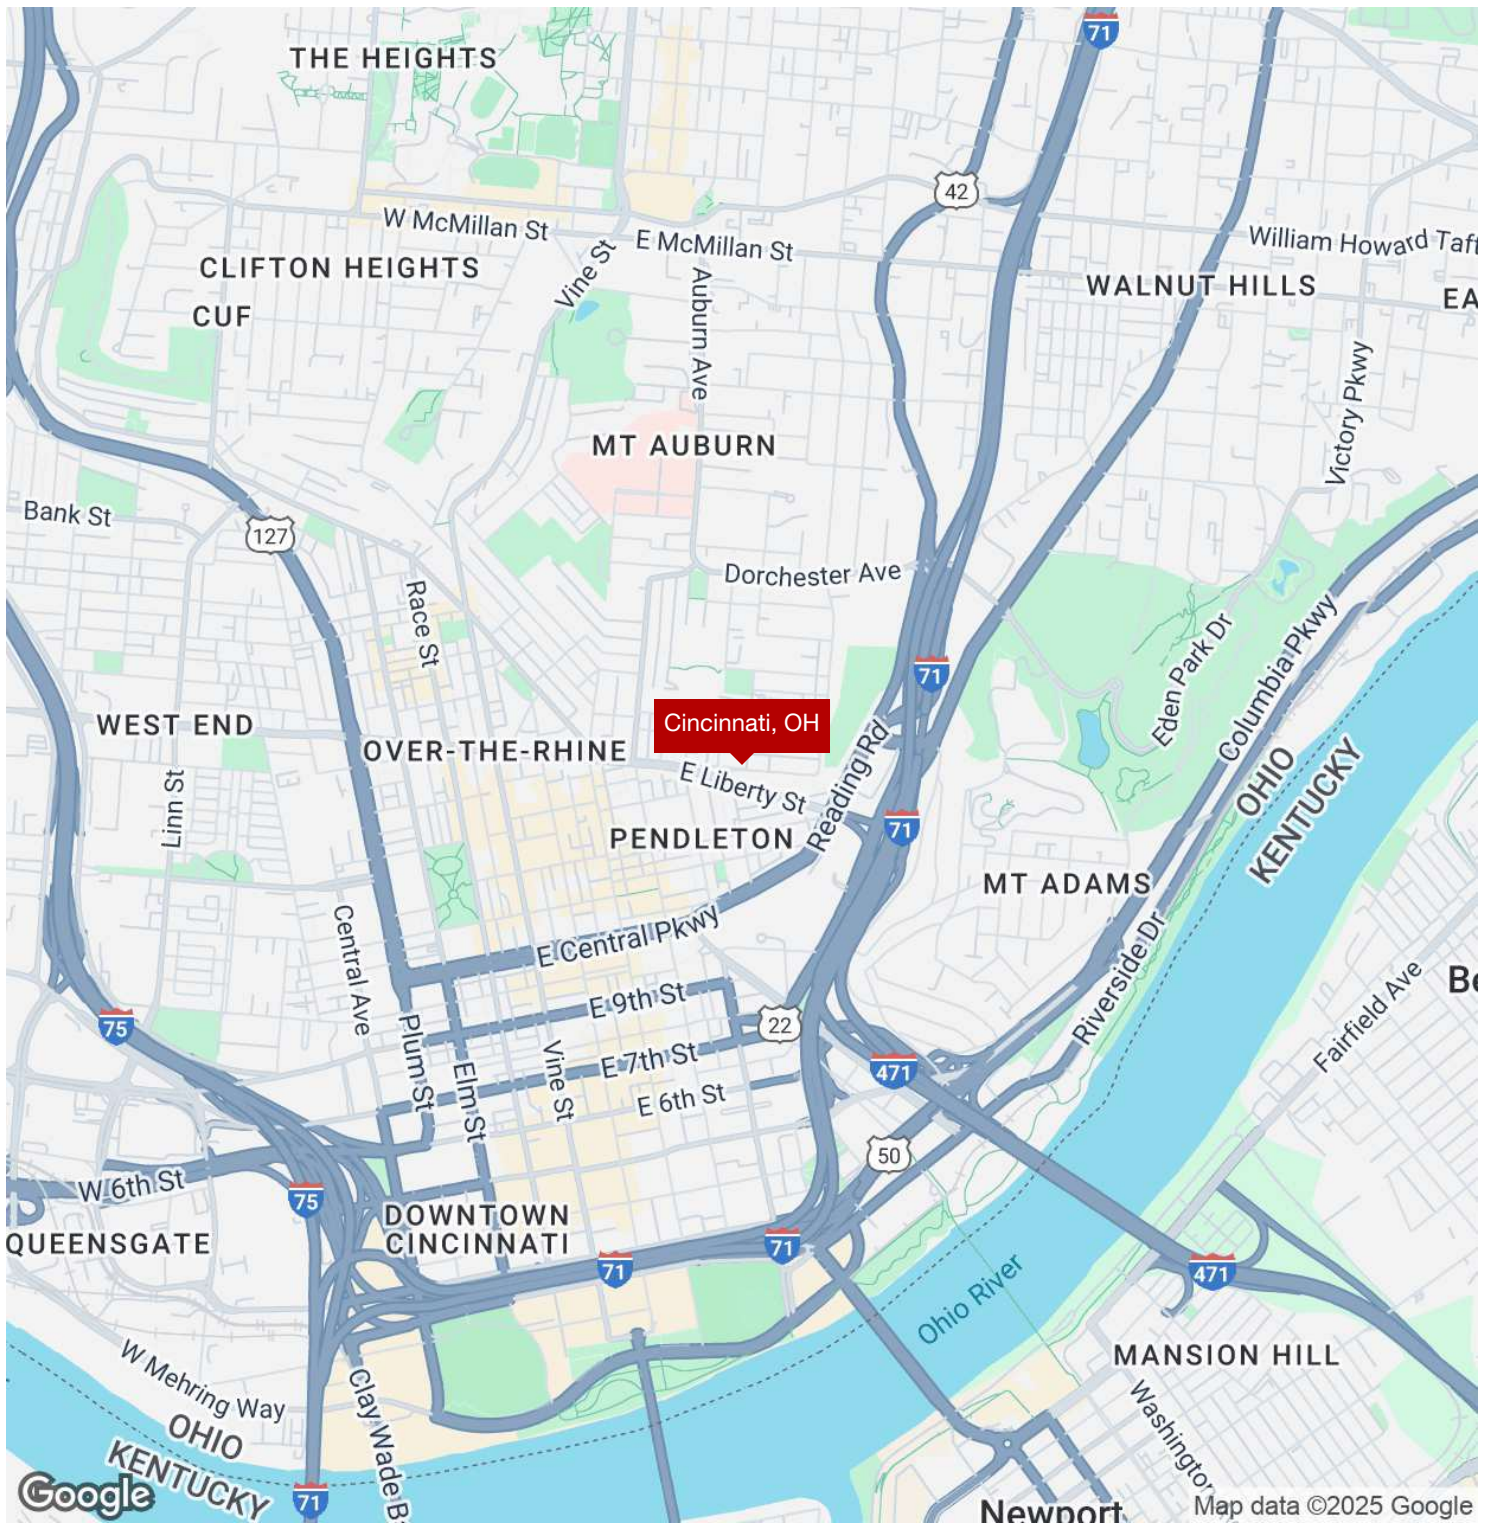 71
THE HEIGHTS
42
W McMillan St
E McMillan St
William Howard Taft
CLIFTON HEIGHTS
Vine St
WALNUT HILLS
EA
CUF
Auburn Ave
Victory Pkwy
MT AUBURN
Bank St
127
Dorchester Ave
Race St
Eden Park Dr
Columbia Pkwy
71
Cincinnati, OH
WEST END
OVER-THE-RHINE
E Liberty St
Reading Rd
OHIO
KENTUCKY
Linn St
PENDLETON
71
MT ADAMS
Central Ave
E Central Pkwy
Riverside Dr
Be
E 9th St
Fairfield Ave
75
22
Plum St
Elm St
Vine St
E 7th St
471
E 6th St
50
W 6th St
75
DOWNTOWN
CINCINNATI
QUEENSGATE
71
71
471
Ohio River
MANSION HILL
W Mehring Way
Clay Wade B
Washington
OHIO
KENTUCKY
Google
71
Newport
Map data ©2025 Google